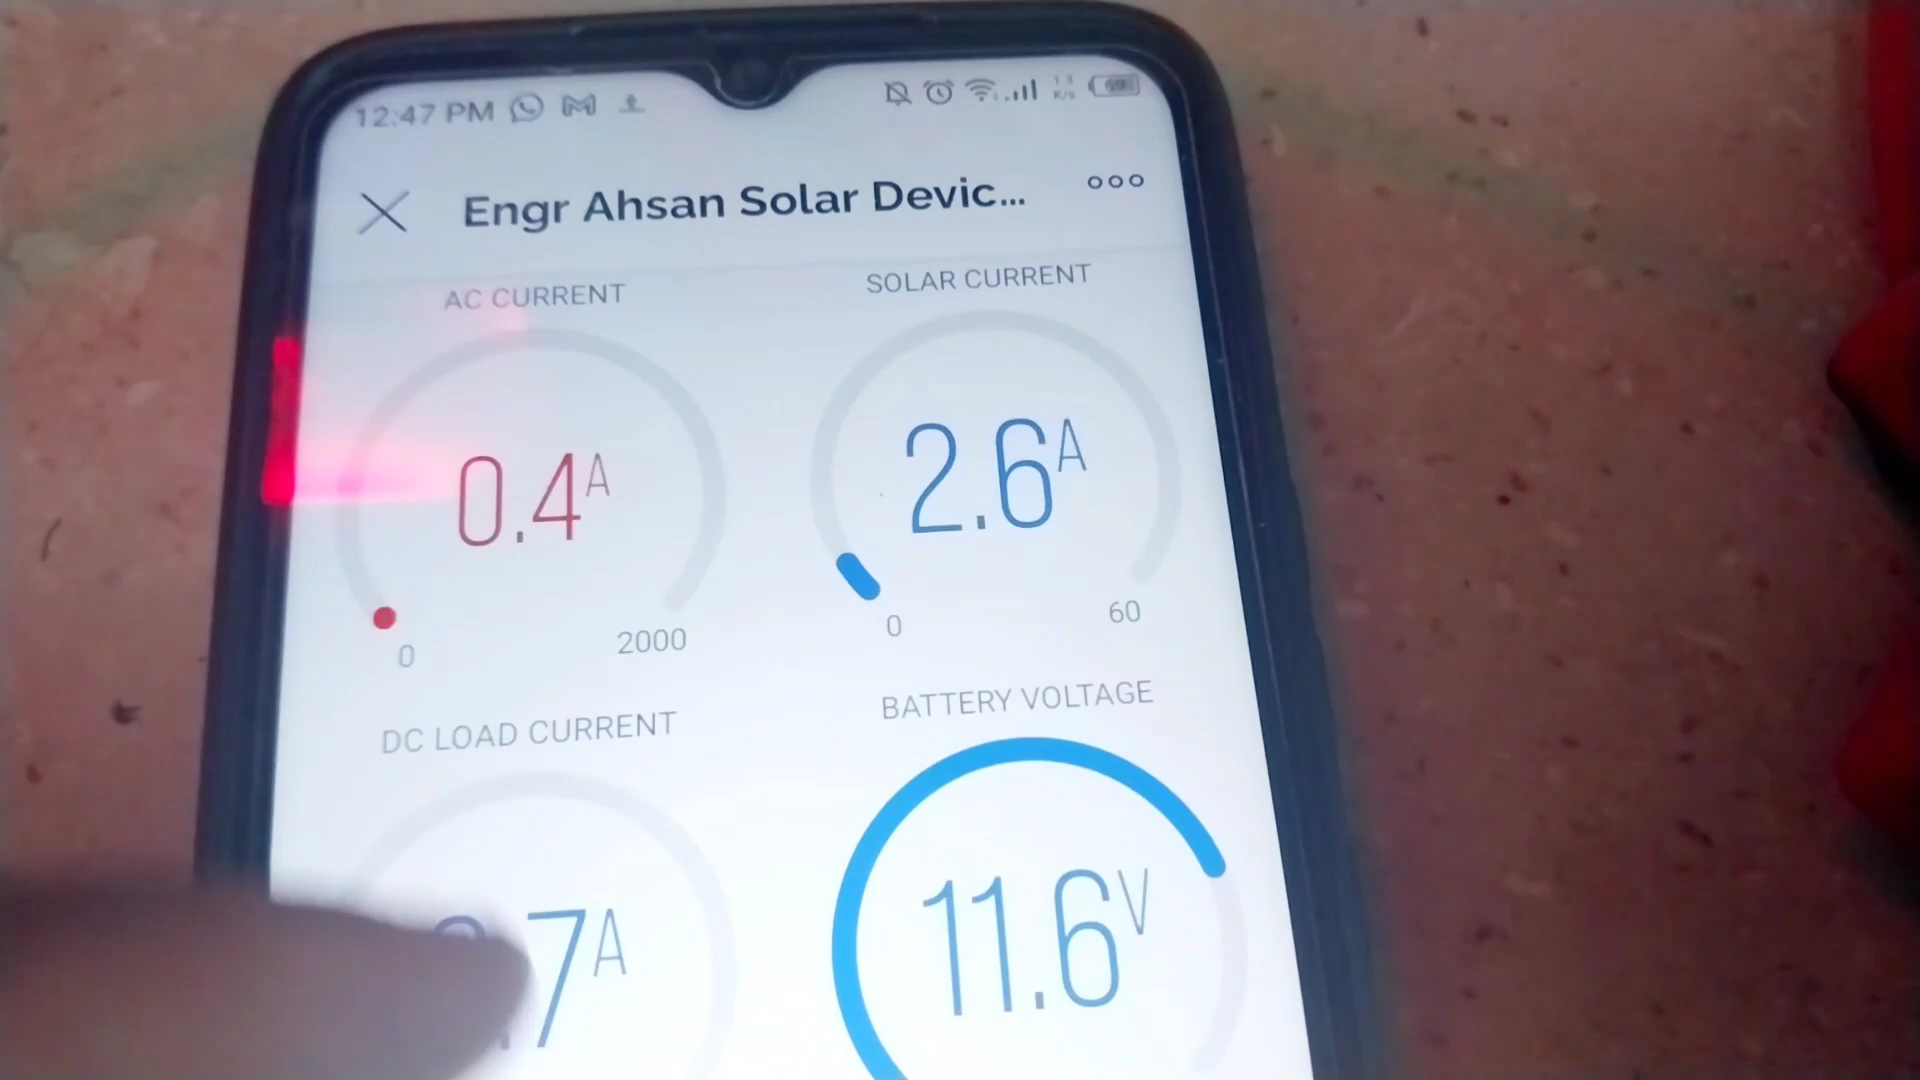 12:47 PM
Engr Ahsan Solar Devic...
AC CURRENT
SOLAR CURRENT
0.4A
2.6A
0
2000
0
60
DC LOAD CURRENT
BATTERY VOLTAGE
.7A
11.6V